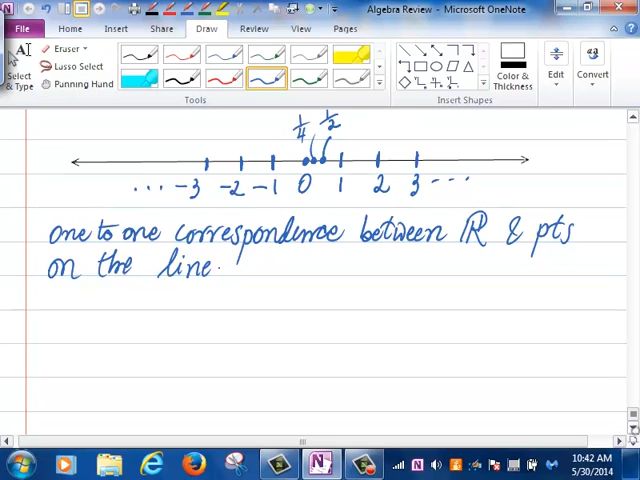 Algebra Review - Microsoft OneNote
File Home Insert Share Draw Review View Pages
Select & Type
Eraser
Lasso Select
Panning Hand
Tools
Insert Shapes
Color & Thickness
Edit
Convert
1/4 1/2
... -3 -2 -1 0 1 2 3 ...
one to one correspondence between ℝ & pts
on the line.
10:42 AM
5/30/2014